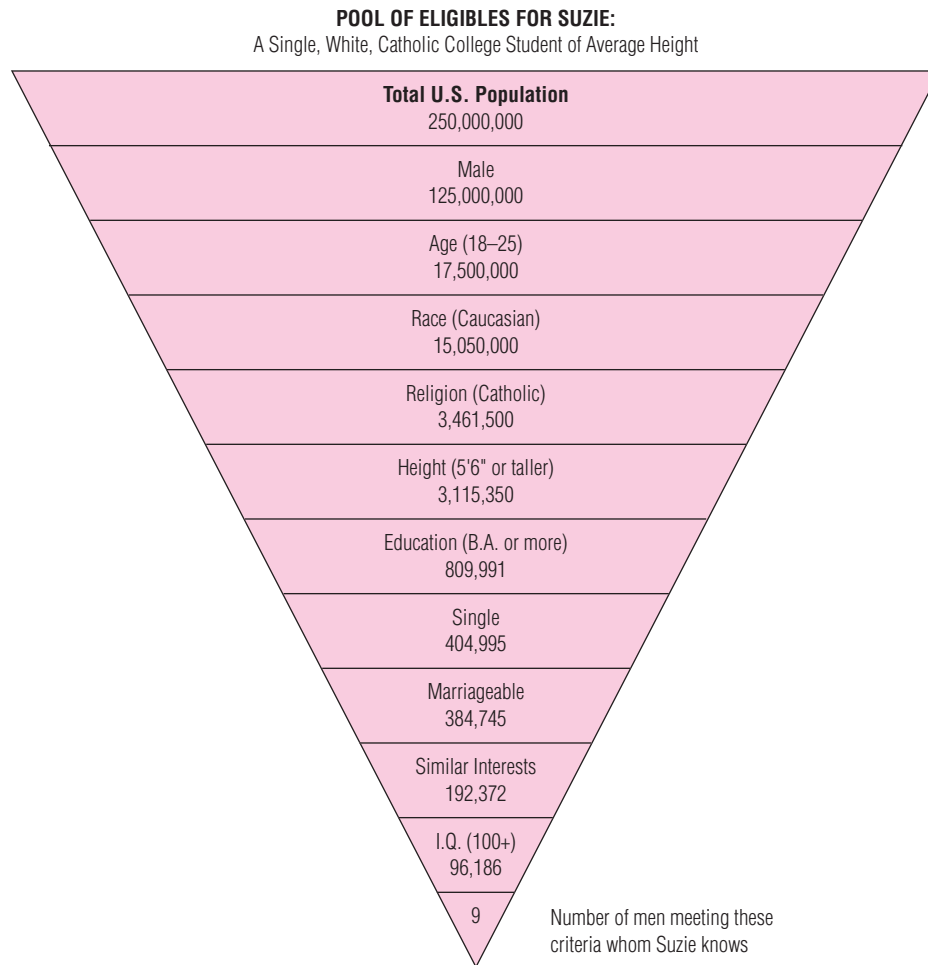 POOL OF ELIGIBLES FOR SUZIE:
A Single, White, Catholic College Student of Average Height
Total U.S. Population
250,000,000
Male
125,000,000
Age (18–25)
17,500,000
Race (Caucasian)
15,050,000
Religion (Catholic)
3,461,500
Height (5'6" or taller)
3,115,350
Education (B.A. or more)
809,991
Single
404,995
Marriageable
384,745
Similar Interests
192,372
I.Q. (100+)
96,186
9
Number of men meeting these
criteria whom Suzie knows